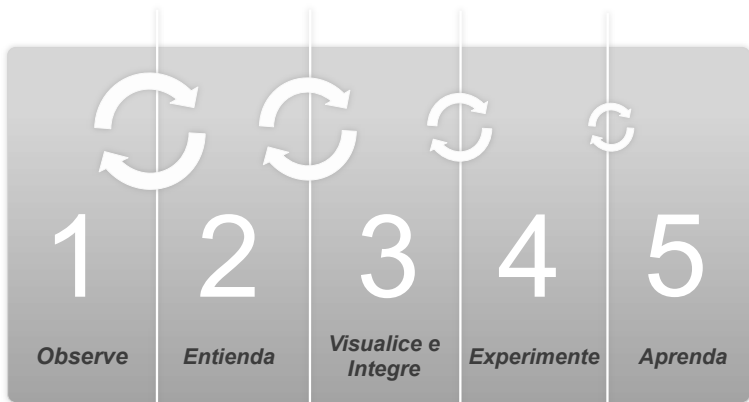 1
2
3
4
5
Observe
Entienda
Visualice e
Integre
Experimente
Aprenda